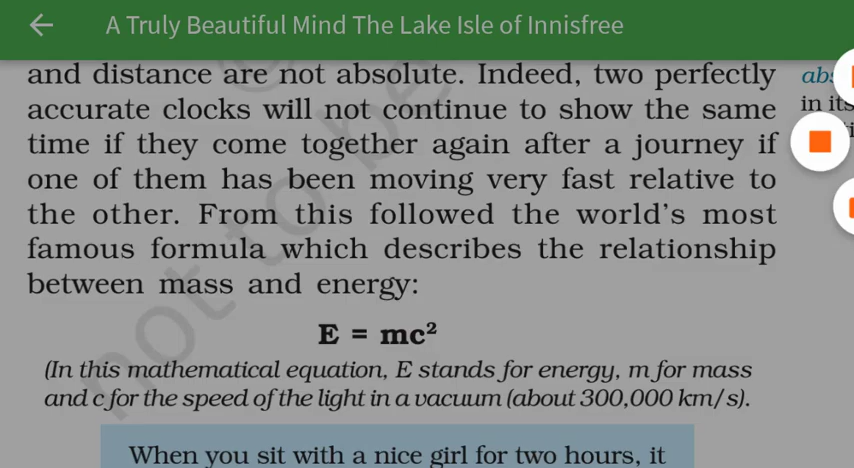 A Truly Beautiful Mind The Lake Isle of Innisfree
and distance are not absolute. Indeed, two perfectly
accurate clocks will not continue to show the same
time if they come together again after a journey if
one of them has been moving very fast relative to
the other. From this followed the world's most
famous formula which describes the relationship
between mass and energy:
E = mc²
(In this mathematical equation, E stands for energy, m for mass
and c for the speed of the light in a vacuum (about 300,000 km/s).
When you sit with a nice girl for two hours, it
in its
not to be